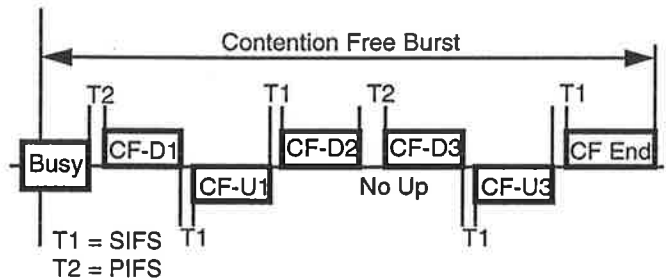 Contention Free Burst
T2 T1 T2 T1
Busy CF-D1 CF-D2 CF-D3 CF End
CF-U1 No Up CF-U3
T1 T1
T1 = SIFS
T2 = PIFS